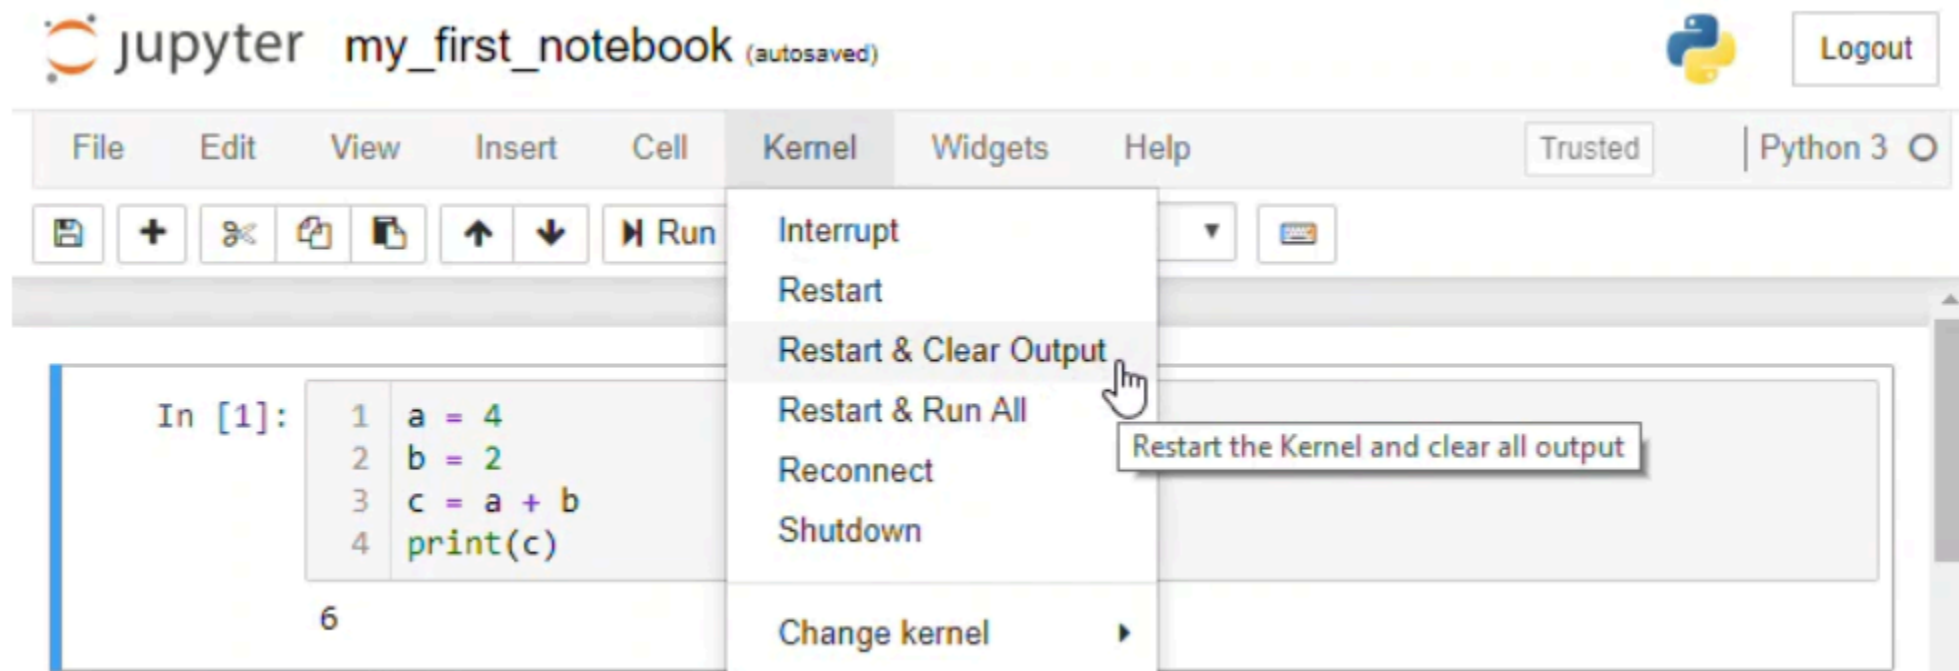 jupyter my_first_notebook (autosaved) Logout
File Edit View Insert Cell Kernel Widgets Help Trusted Python 3
Run
Interrupt
Restart
Restart & Clear Output
Restart & Run All
Restart the Kernel and clear all output
Reconnect
Shutdown
Change kernel
In [1]:
1 a = 4
2 b = 2
3 c = a + b
4 print(c)
6